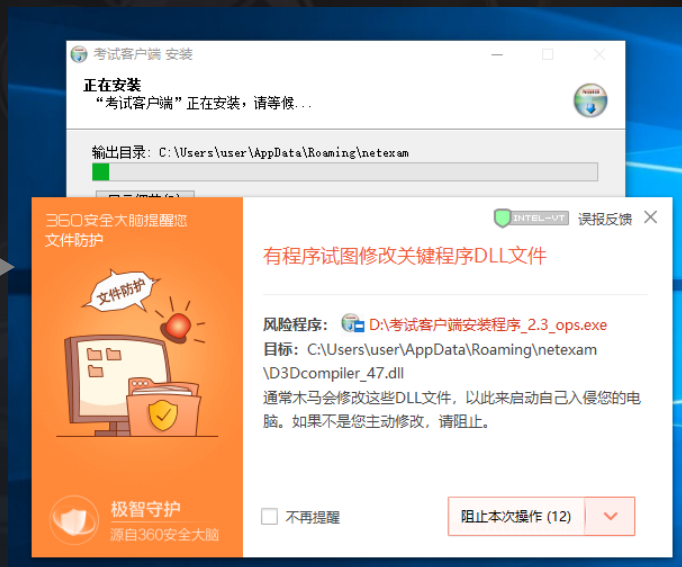 考试客户端 安装
正在安装
“考试客户端”正在安装，请等候...
输出目录: C:\Users\user\AppData\Roaming\netexam
360安全大脑提醒您
文件防护
INTEL-VT 误报反馈
有程序试图修改关键程序DLL文件
文件防护
风险程序： D:\考试客户端安装程序_2.3_ops.exe
目标：C:\Users\user\AppData\Roaming\netexam
\D3Dcompiler_47.dll
通常木马会修改这些DLL文件，以此来启动自己入侵您的电
脑。如果不是您主动修改，请阻止。
极智守护
源自360安全大脑
不再提醒
阻止本次操作 (12)